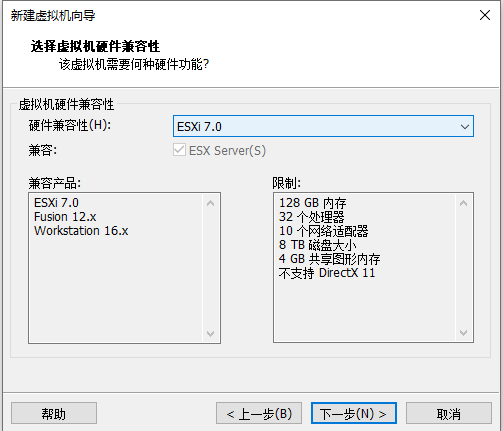 新建虚拟机向导
选择虚拟机硬件兼容性
该虚拟机需要何种硬件功能?
虚拟机硬件兼容性
硬件兼容性(H):
ESXi 7.0
兼容:
ESX Server(S)
兼容产品:
ESXi 7.0
Fusion 12.x
Workstation 16.x
限制:
128 GB 内存
32 个处理器
10 个网络适配器
8 TB 磁盘大小
4 GB 共享图形内存
不支持 DirectX 11
帮助
< 上一步(B)
下一步(N) >
取消